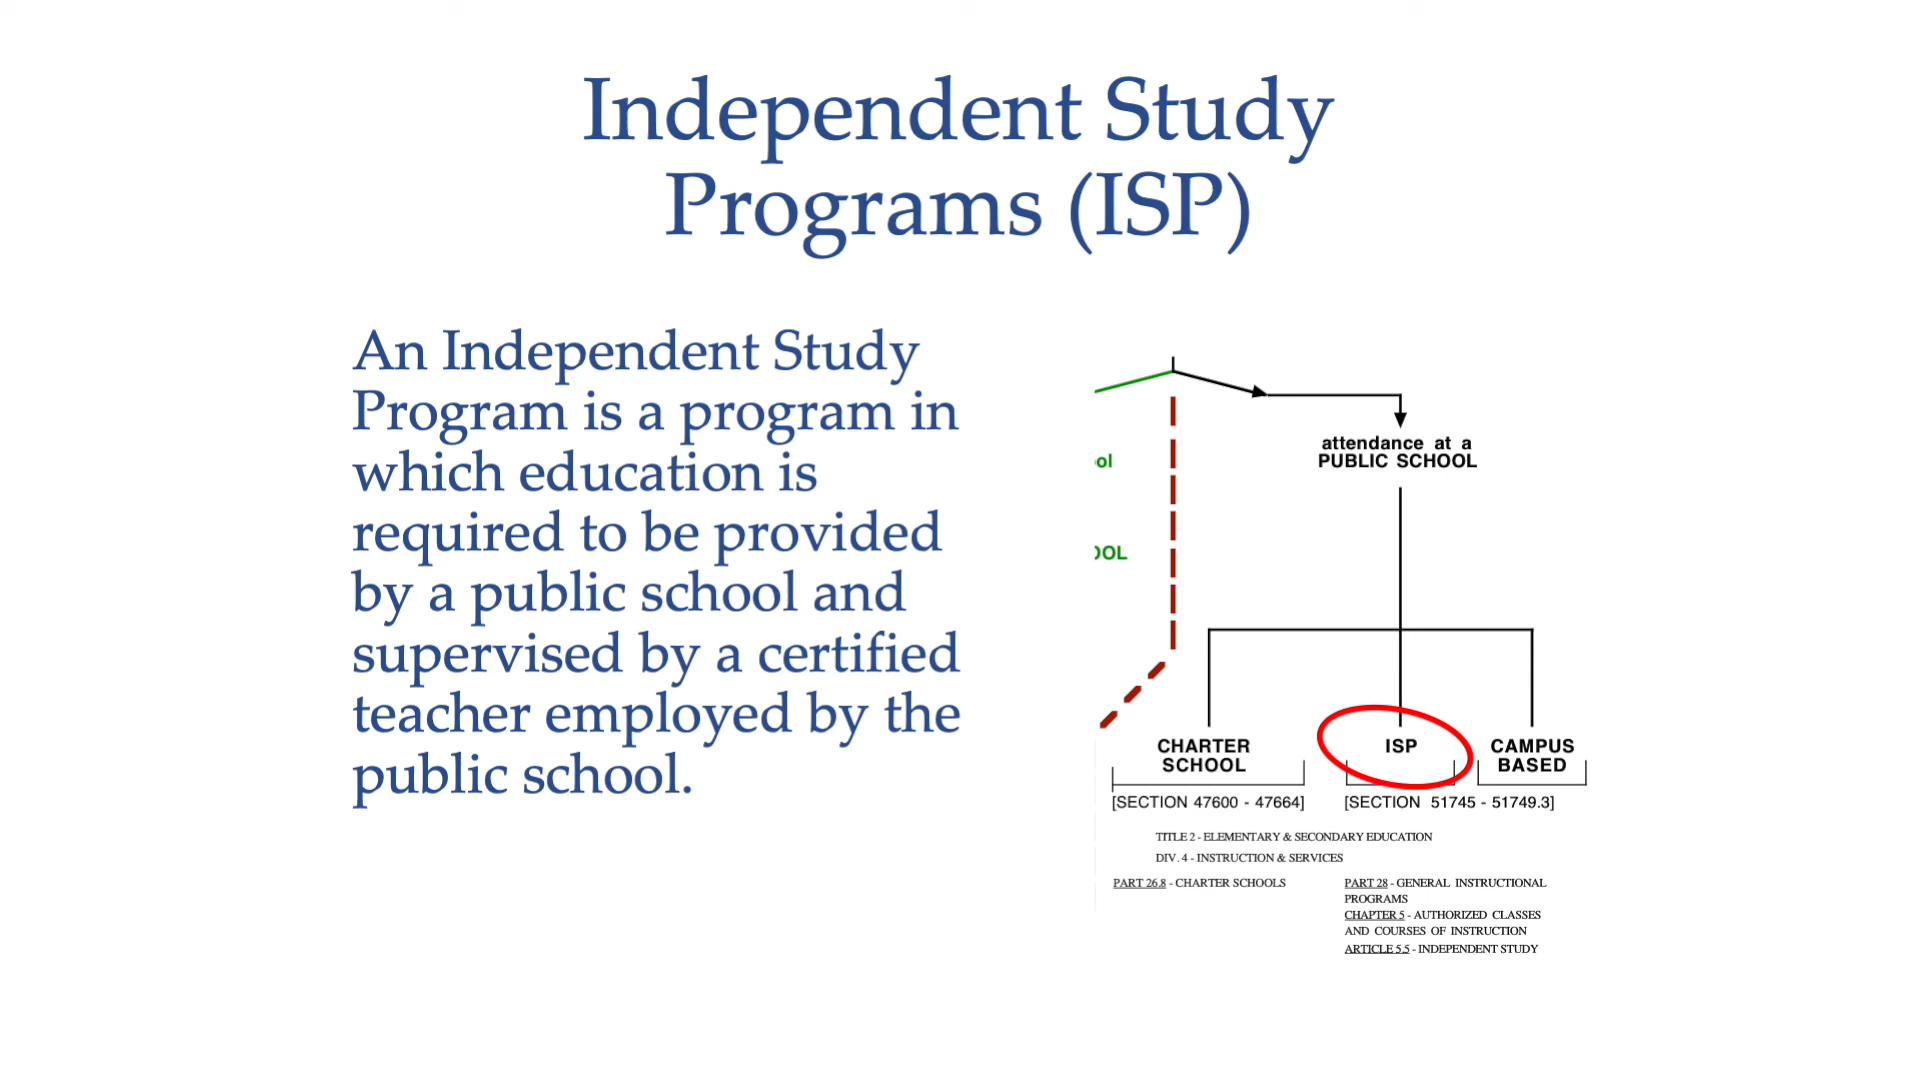 Independent Study
Programs (ISP)
An Independent Study
Program is a program in
which education is
required to be provided
by a public school and
supervised by a certified
teacher employed by the
public school.
attendance at a
PUBLIC SCHOOL
ol
OOL
CHARTER
SCHOOL
ISP
CAMPUS
BASED
[SECTION 47600 - 47664]
[SECTION 51745 - 51749.3]
TITLE 2 - ELEMENTARY & SECONDARY EDUCATION
DIV. 4 - INSTRUCTION & SERVICES
PART 26.8 - CHARTER SCHOOLS
PART 28 - GENERAL INSTRUCTIONAL
PROGRAMS
CHAPTER 5 - AUTHORIZED CLASSES
AND COURSES OF INSTRUCTION
ARTICLE 5.5 - INDEPENDENT STUDY